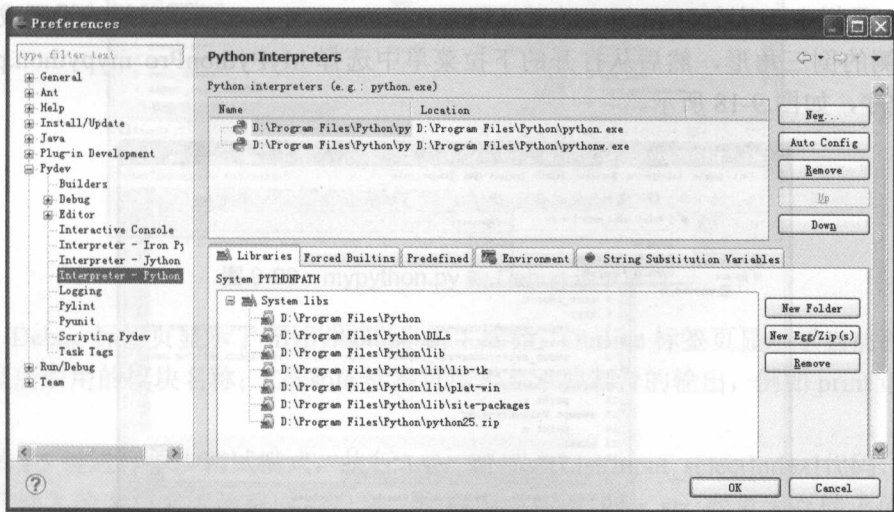 Preferences
type filter text
General
Ant
Help
Install/Update
Java
Plug-in Development
Pydev
Builders
Debug
Editor
Interactive Console
Interpreter - Iron Py
Interpreter - Jython
Interpreter - Python
Logging
Pylint
Pyunit
Scripting Pydev
Task Tags
Run/Debug
Team
Python Interpreters
Python interpreters (e.g.: python.exe)
Name Location
D:\Program Files\Python\py D:\Program Files\Python\python.exe
D:\Program Files\Python\py D:\Program Files\Python\pythonw.exe
New...
Auto Config
Remove
Up
Down
Libraries Forced Builtins Predefined Environment String Substitution Variables
System PYTHONPATH
System libs
D:\Program Files\Python
D:\Program Files\Python\DLLs
D:\Program Files\Python\lib
D:\Program Files\Python\lib\lib-tk
D:\Program Files\Python\lib\plat-win
D:\Program Files\Python\lib\site-packages
D:\Program Files\Python\python25.zip
New Folder
New Egg/Zip(s)
Remove
OK Cancel